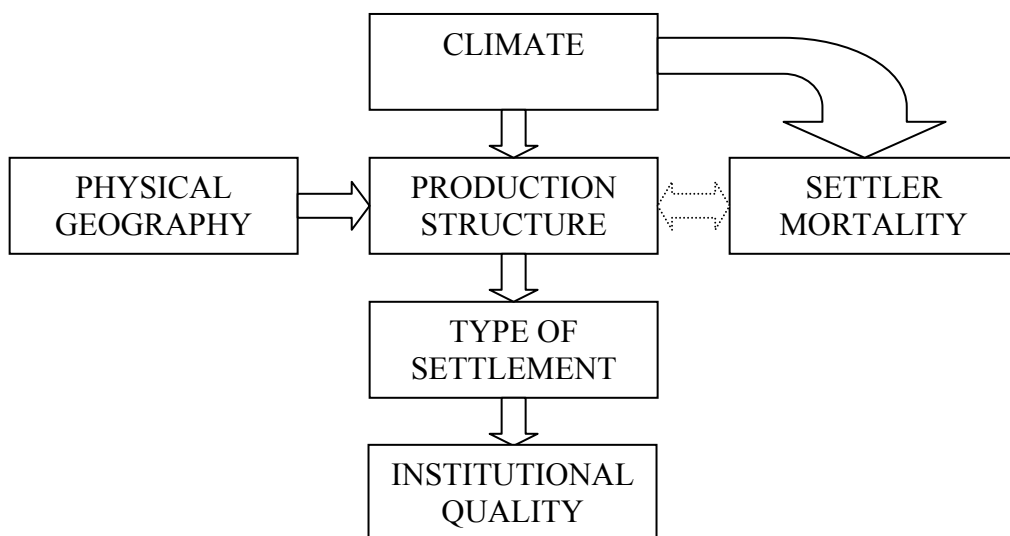 CLIMATE
PHYSICAL
GEOGRAPHY
PRODUCTION
STRUCTURE
SETTLER
MORTALITY
TYPE OF
SETTLEMENT
INSTITUTIONAL
QUALITY